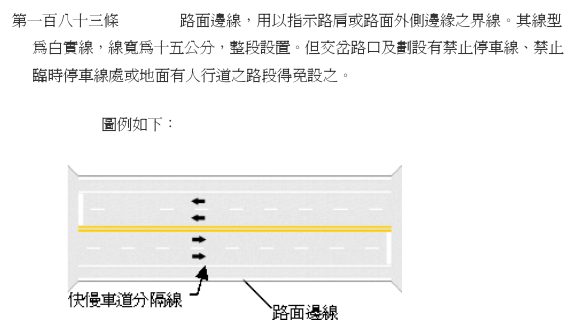 第一百八十三條　　　路面邊線，用以指示路肩或路面外側邊緣之界線。其線型
為白實線，線寬為十五公分，整段設置。但交岔路口及劃設有禁止停車線、禁止
臨時停車線處或地面有人行道之路段得免設之。
圖例如下：
快慢車道分隔線
路面邊線